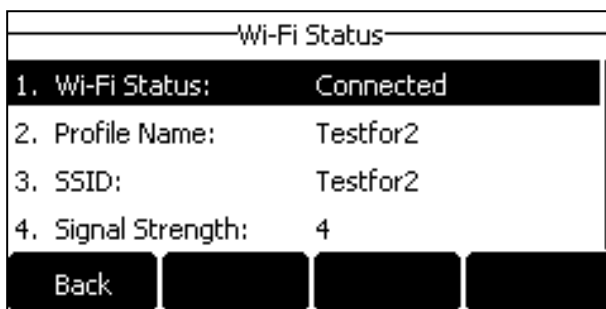 Wi-Fi Status
1. Wi-Fi Status: Connected
2. Profile Name: Testfor2
3. SSID: Testfor2
4. Signal Strength: 4
Back